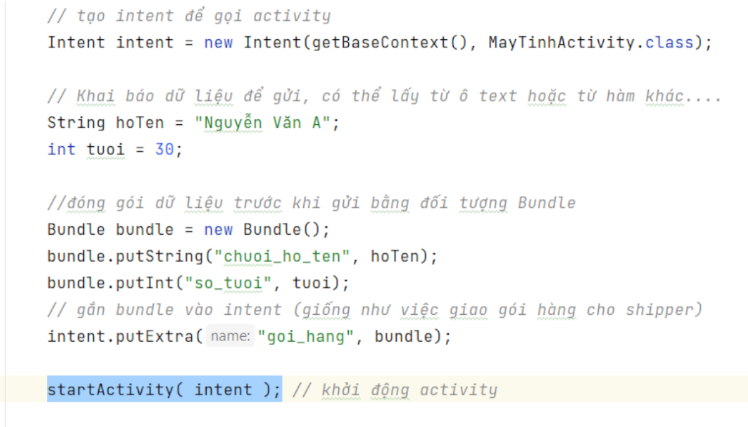 // tạo intent để gọi activity
Intent intent = new Intent(getBaseContext(), MayTinhActivity.class);
// Khai báo dữ liệu để gửi, có thể lấy từ ô text hoặc từ hàm khác....
String hoTen = "Nguyễn Văn A";
int tuoi = 30;
//đóng gói dữ liệu trước khi gửi bằng đối tượng Bundle
Bundle bundle = new Bundle();
bundle.putString("chuoi_ho_ten", hoTen);
bundle.putInt("so_tuoi", tuoi);
// gắn bundle vào intent (giống như việc giao gói hàng cho shipper)
intent.putExtra( name: "goi_hang", bundle);
startActivity( intent ); // khởi động activity